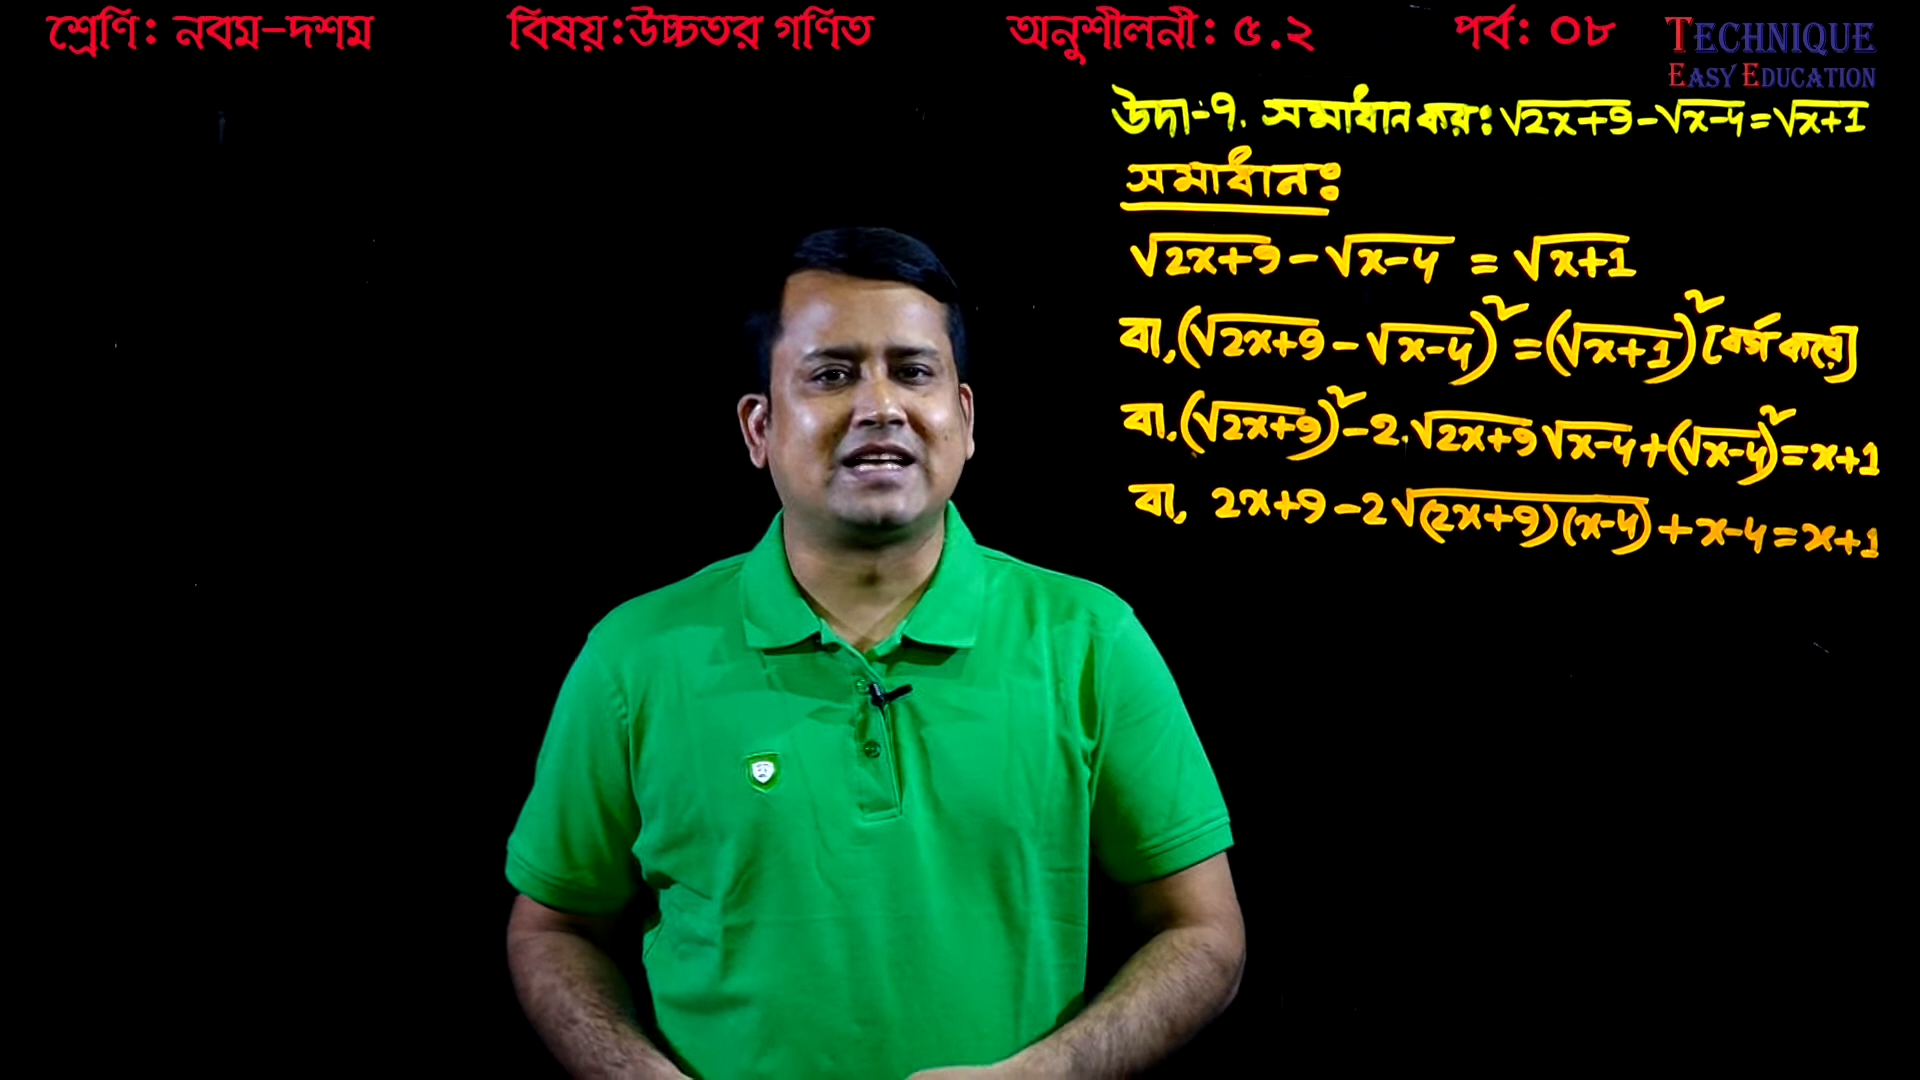 শ্রেণি: নবম-দশম বিষয়:উচ্চতর গণিত অনুশীলনী: ৫.২ পর্ব: ০৮
TECHNIQUE
EASY EDUCATION
উদা-৭. সমাধান কর: √(2x+9)-√(x-4)=√(x+1)
সমাধান:
√(2x+9)-√(x-4) = √(x+1)
বা, (√(2x+9)-√(x-4))²=(√(x+1))² [বর্গ করে]
বা, (√(2x+9))²-2.√(2x+9)√(x-4)+(√(x-4))²=x+1
বা, 2x+9-2√((2x+9)(x-4))+x-4=x+1